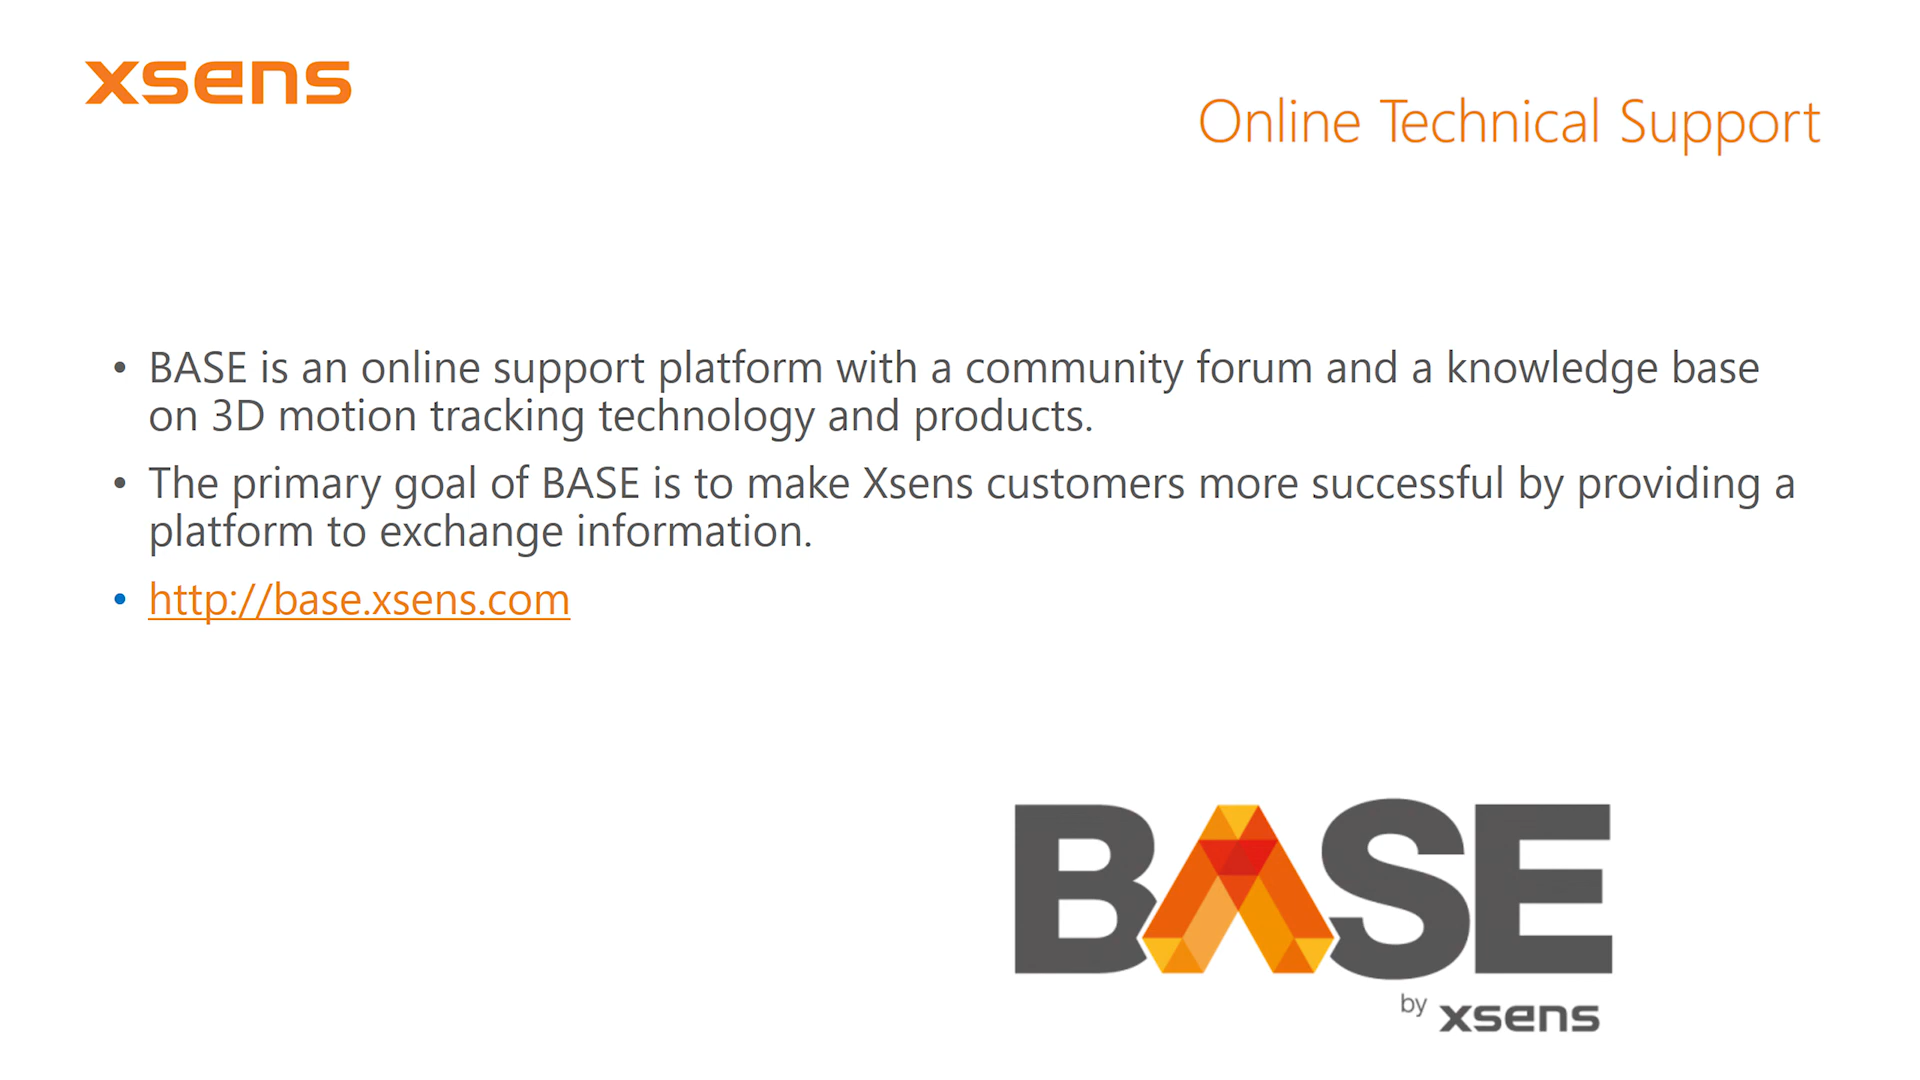 xsens
Online Technical Support
• BASE is an online support platform with a community forum and a knowledge base
on 3D motion tracking technology and products.
• The primary goal of BASE is to make Xsens customers more successful by providing a
platform to exchange information.
• http://base.xsens.com
BASE
by xsens